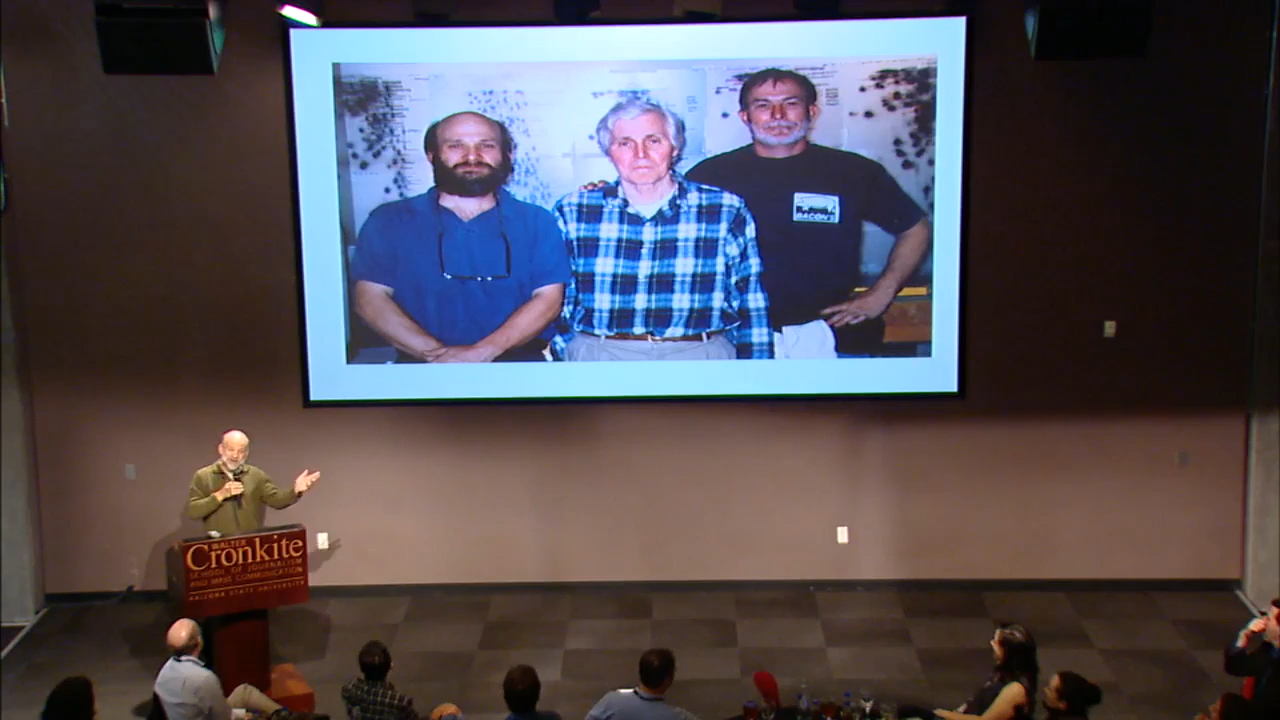 BACON'S
WALTER
Cronkite
SCHOOL OF JOURNALISM
AND MASS COMMUNICATION
ARIZONA STATE UNIVERSITY